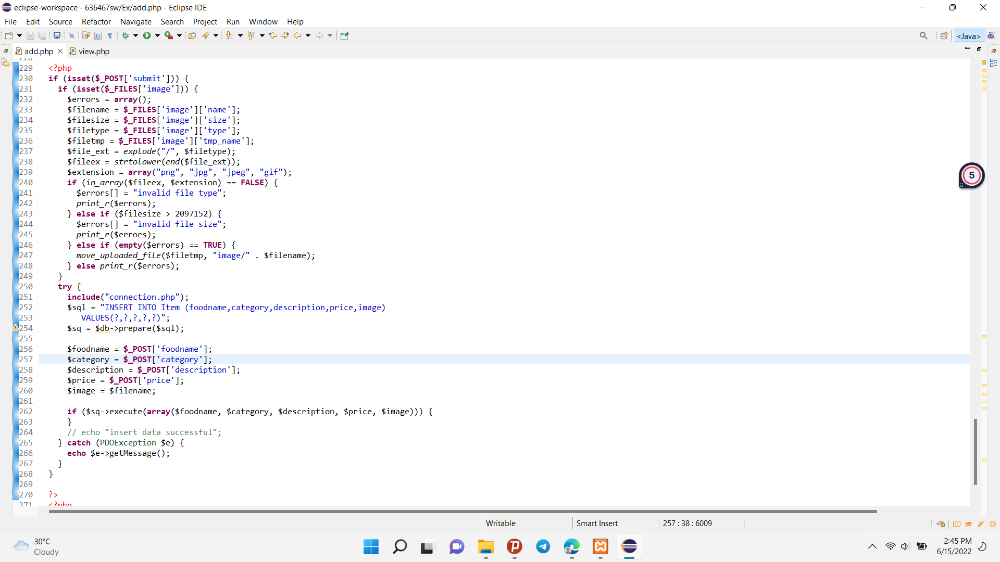 eclipse-workspace - 636467sw/Ex/add.php - Eclipse IDE
File Edit Source Refactor Navigate Search Project Run Window Help
<Java>
add.php view.php
228
229 <?php
230 if (isset($_POST['submit'])) {
231 if (isset($_FILES['image'])) {
232 $errors = array();
233 $filename = $_FILES['image']['name'];
234 $filesize = $_FILES['image']['size'];
235 $filetype = $_FILES['image']['type'];
236 $filetmp = $_FILES['image']['tmp_name'];
237 $file_ext = explode("/", $filetype);
238 $fileex = strtolower(end($file_ext));
239 $extension = array("png", "jpg", "jpeg", "gif");
240 if (in_array($fileex, $extension) == FALSE) {
241 $errors[] = "invalid file type";
242 print_r($errors);
243 } else if ($filesize > 2097152) {
244 $errors[] = "invalid file size";
245 print_r($errors);
246 } else if (empty($errors) == TRUE) {
247 move_uploaded_file($filetmp, "image/" . $filename);
248 } else print_r($errors);
249 }
250 try {
251 include("connection.php");
252 $sql = "INSERT INTO Item (foodname,category,description,price,image)
253 VALUES(?,?,?,?,?)";
254 $sq = $db->prepare($sql);
255
256 $foodname = $_POST['foodname'];
257 $category = $_POST['category'];
258 $description = $_POST['description'];
259 $price = $_POST['price'];
260 $image = $filename;
261
262 if ($sq->execute(array($foodname, $category, $description, $price, $image))) {
263 }
264 // echo "insert data successful";
265 } catch (PDOException $e) {
266 echo $e->getMessage();
267 }
268 }
269
270 ?>
271 <?php
5
Writable Smart Insert 257 : 38 : 6009
30°C
Cloudy
2:45 PM
6/15/2022